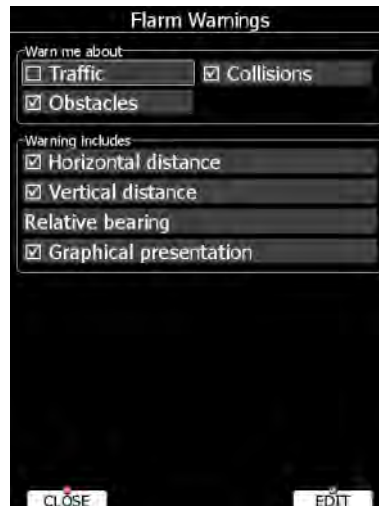 Flarm Warnings
Warn me about
Traffic
Collisions
Obstacles
Warning includes
Horizontal distance
Vertical distance
Relative bearing
Graphical presentation
CLOSE
EDIT